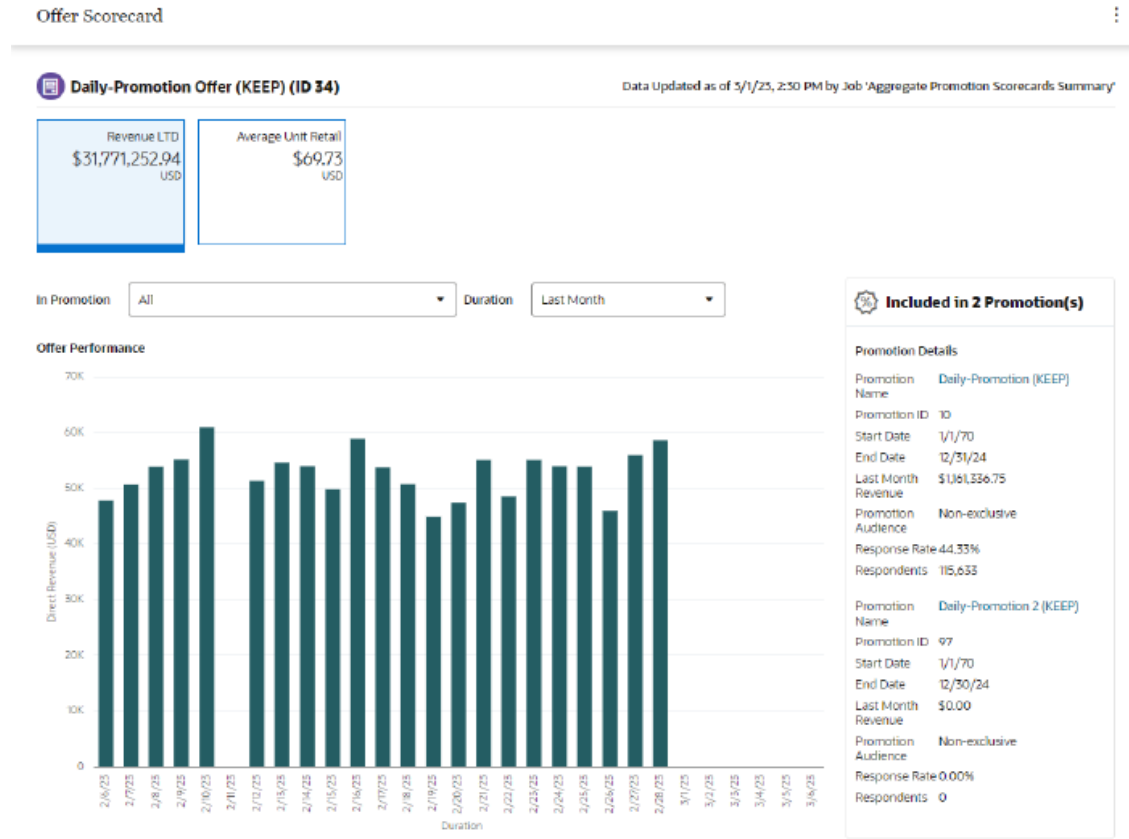 Offer Scorecard
Daily-Promotion Offer (KEEP) (ID 34)
Data Updated as of 3/1/23, 2:30 PM by Job 'Aggregate Promotion Scorecards Summary'
Revenue LTD
$31,771,252.94
USD
Average Unit Retail
$69.73
USD
In Promotion
All
Duration
Last Month
Offer Performance
70K
60K
50K
40K
30K
20K
10K
0
Direct Revenue (USD)
2/6/23
2/7/23
2/8/23
2/9/23
2/10/23
2/11/23
2/12/23
2/13/23
2/14/23
2/15/23
2/16/23
2/17/23
2/18/23
2/19/23
2/20/23
2/21/23
2/22/23
2/23/23
2/24/23
2/25/23
2/26/23
2/27/23
2/28/23
3/1/23
3/2/23
3/3/23
3/4/23
3/5/23
3/6/23
Duration
Included in 2 Promotion(s)
Promotion Details
Promotion Name Daily-Promotion (KEEP)
Promotion ID 10
Start Date 1/1/70
End Date 12/31/24
Last Month Revenue $1,161,336.75
Promotion Audience Non-exclusive
Response Rate 44.33%
Respondents 115,633
Promotion Name Daily-Promotion 2 (KEEP)
Promotion ID 97
Start Date 1/1/70
End Date 12/30/24
Last Month Revenue $0.00
Promotion Audience Non-exclusive
Response Rate 0.00%
Respondents 0